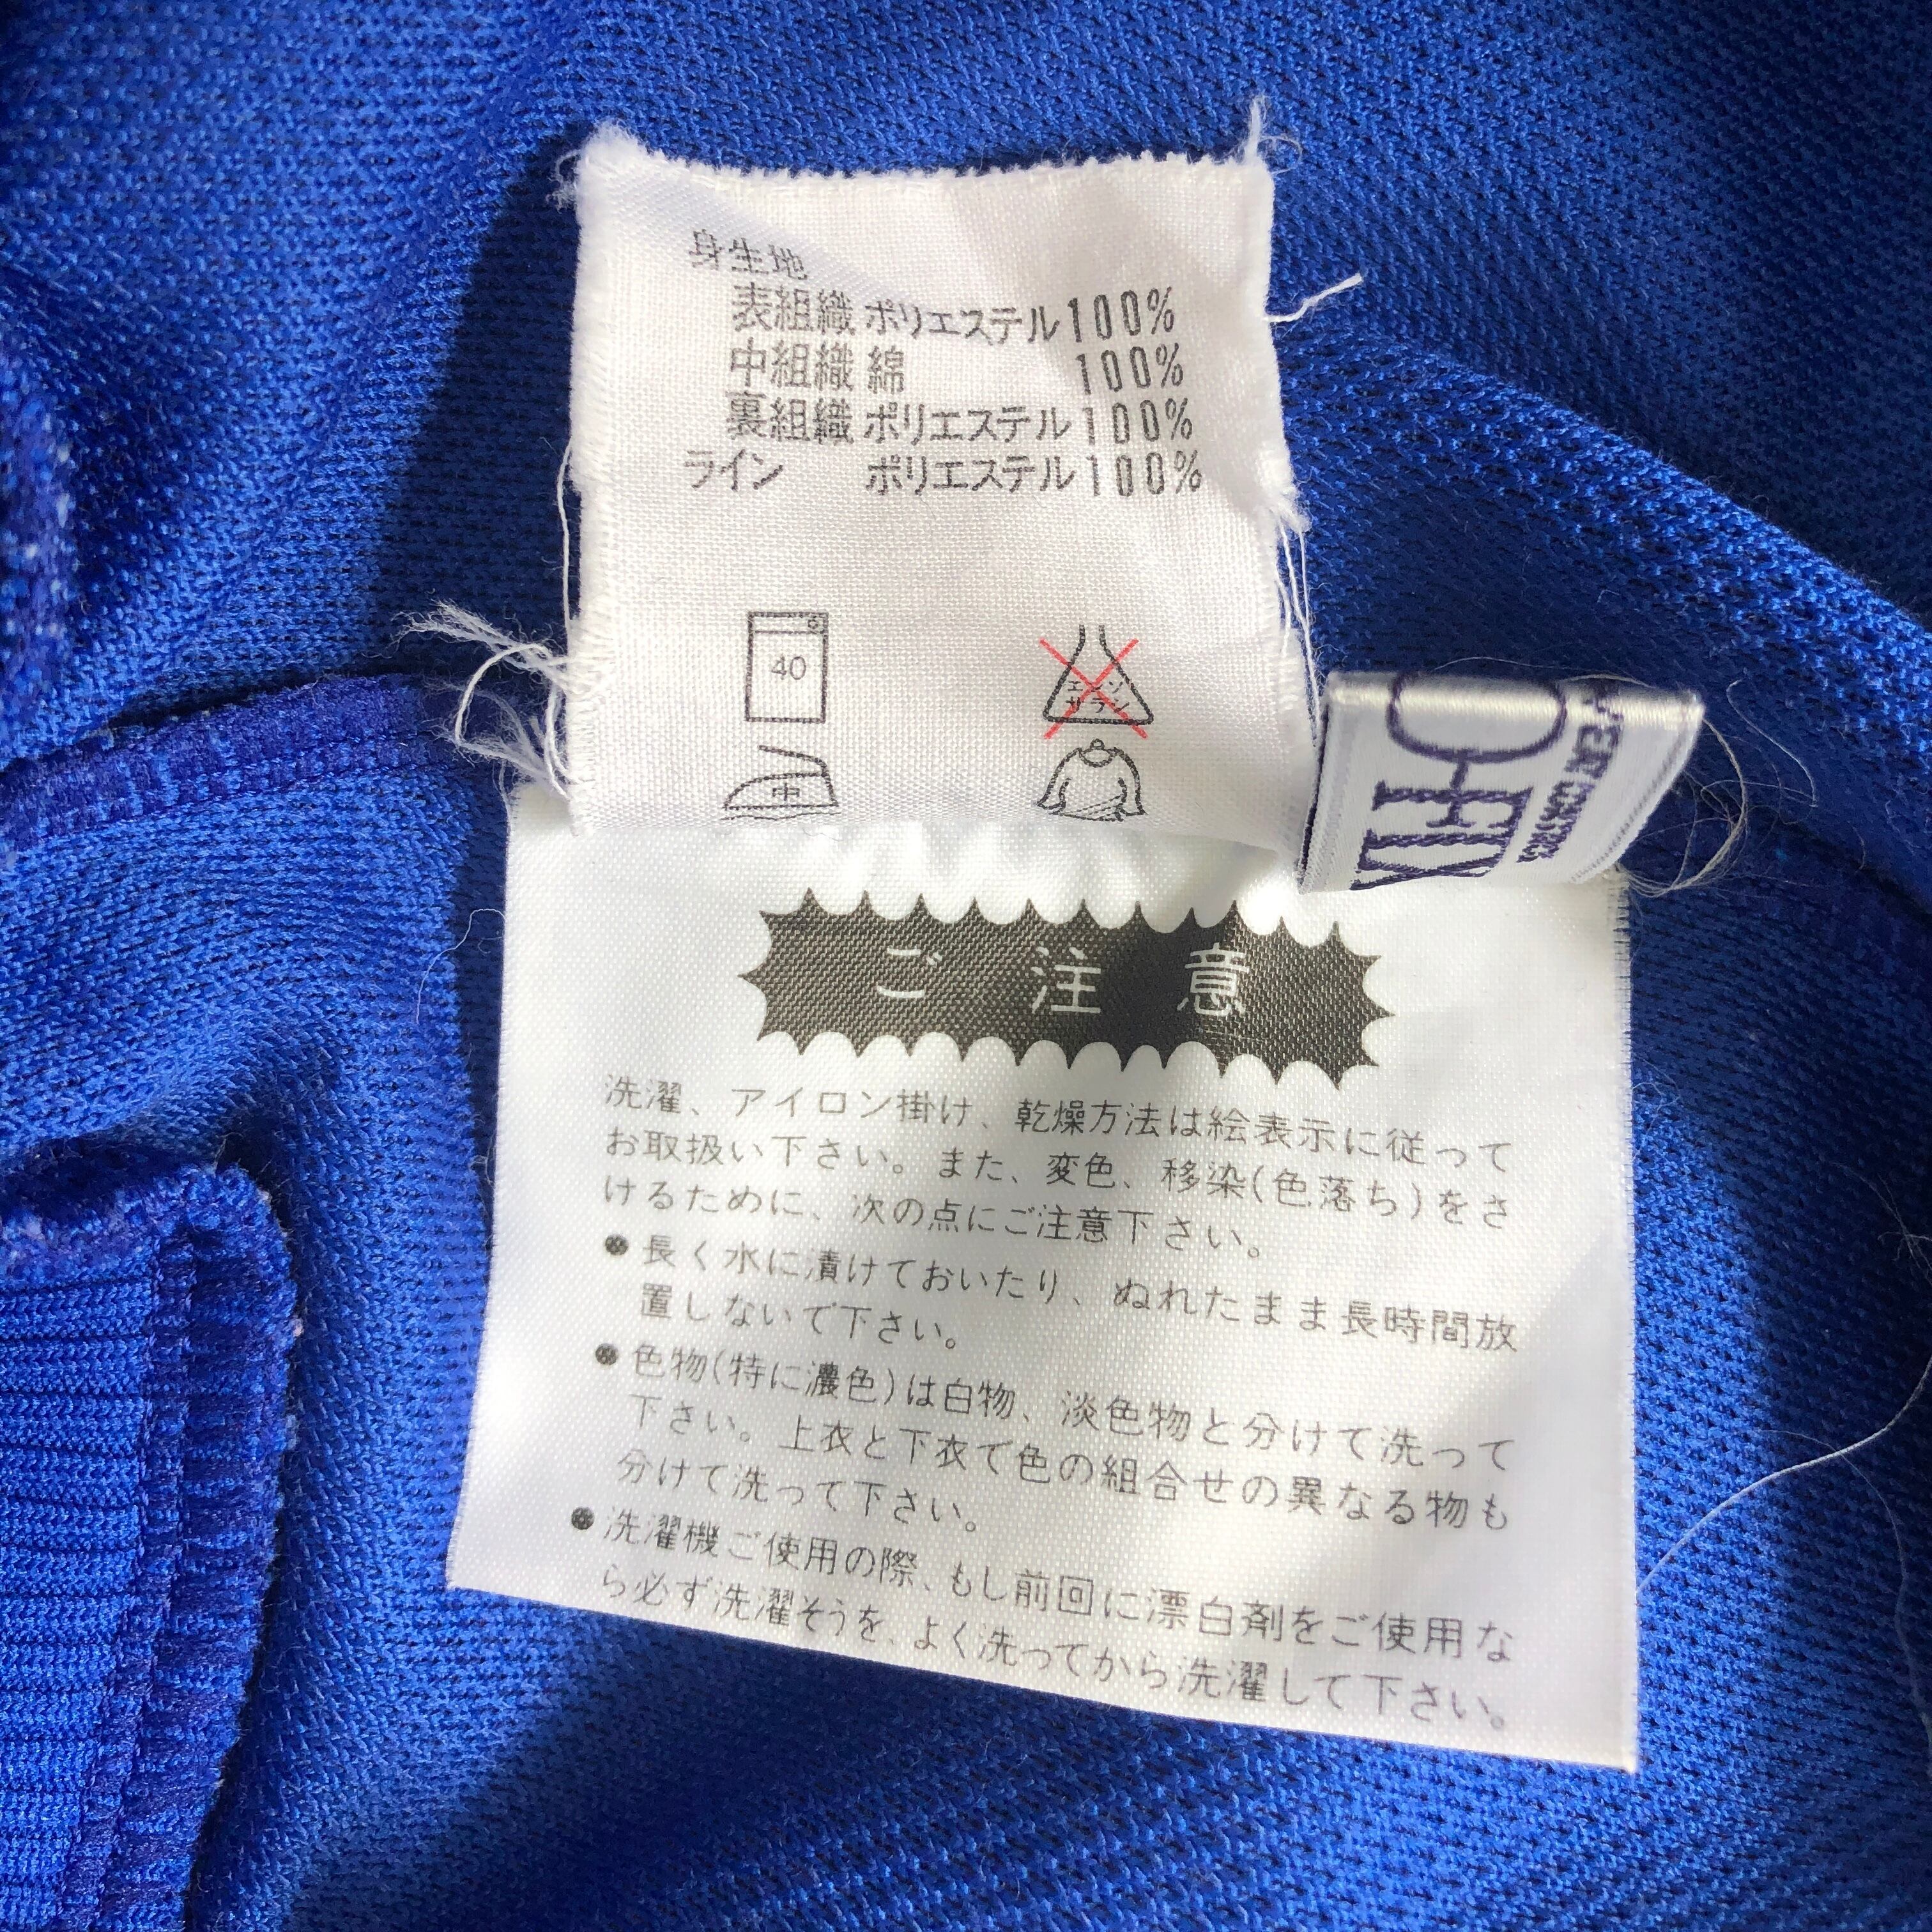 身生地
表組織 ポリエステル100%
中組織 綿 100%
裏組織 ポリエステル100%
ライン ポリエステル100%
40
エンソ
サラシ
中
ご注意
洗濯、アイロン掛け、乾燥方法は絵表示に従って
お取扱い下さい。また、変色、移染(色落ち)をさ
けるために、次の点にご注意下さい。
●長く水に漬けておいたり、ぬれたまま長時間放
置しないで下さい。
●色物(特に濃色)は白物、淡色物と分けて洗って
下さい。上衣と下衣で色の組合せの異なる物も
分けて洗って下さい。
●洗濯機ご使用の際、もし前回に漂白剤をご使用な
ら必ず洗濯そうを、よく洗ってから洗濯して下さい。